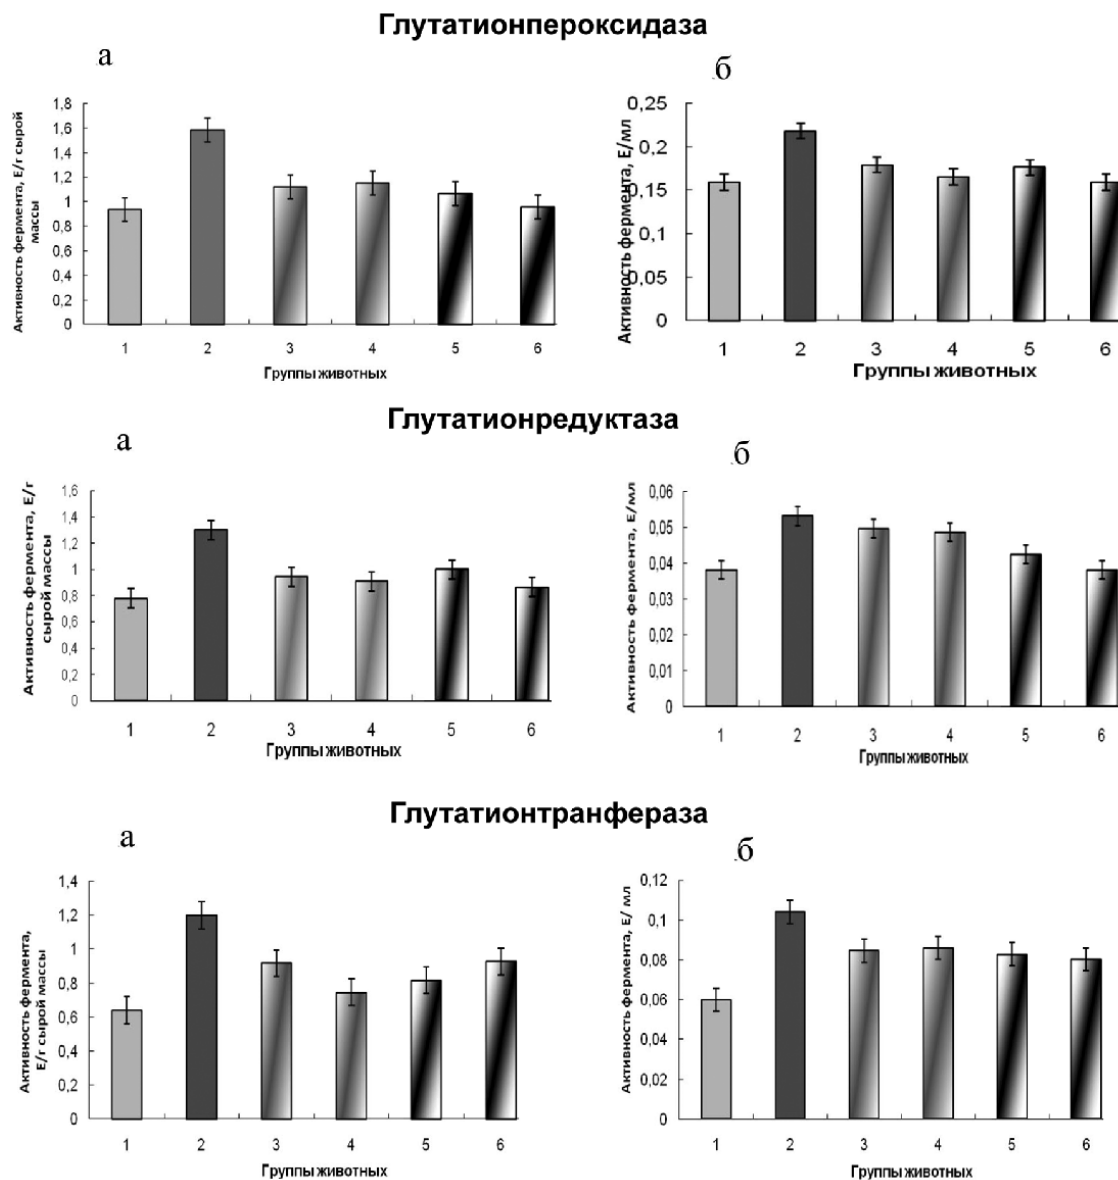 Глутатионпероксидаза
а
б
Активность фермента, Е/г сырой
массы
1,8
1,6
1,4
1,2
1
0,8
0,6
0,4
0,2
0
1 2 3 4 5 6
Группы животных
Активность фермента, Е/мл
0,25
0,2
0,15
0,1
0,05
0
1 2 3 4 5 6
Группы животных
Глутатионредуктаза
а
б
Активность фермента, Е/г
сырой массы
1,6
1,4
1,2
1
0,8
0,6
0,4
0,2
0
1 2 3 4 5 6
Группы животных
Активность фермента, Е/мл
0,06
0,05
0,04
0,03
0,02
0,01
0
1 2 3 4 5 6
Группы животных
Глутатионтранфераза
а
б
Активность фермента,
Е/г сырой массы
1,4
1,2
1
0,8
0,6
0,4
0,2
0
1 2 3 4 5 6
Группы животных
Активность фермента, Е/ мл
0,12
0,1
0,08
0,06
0,04
0,02
0
1 2 3 4 5 6
Группы животных